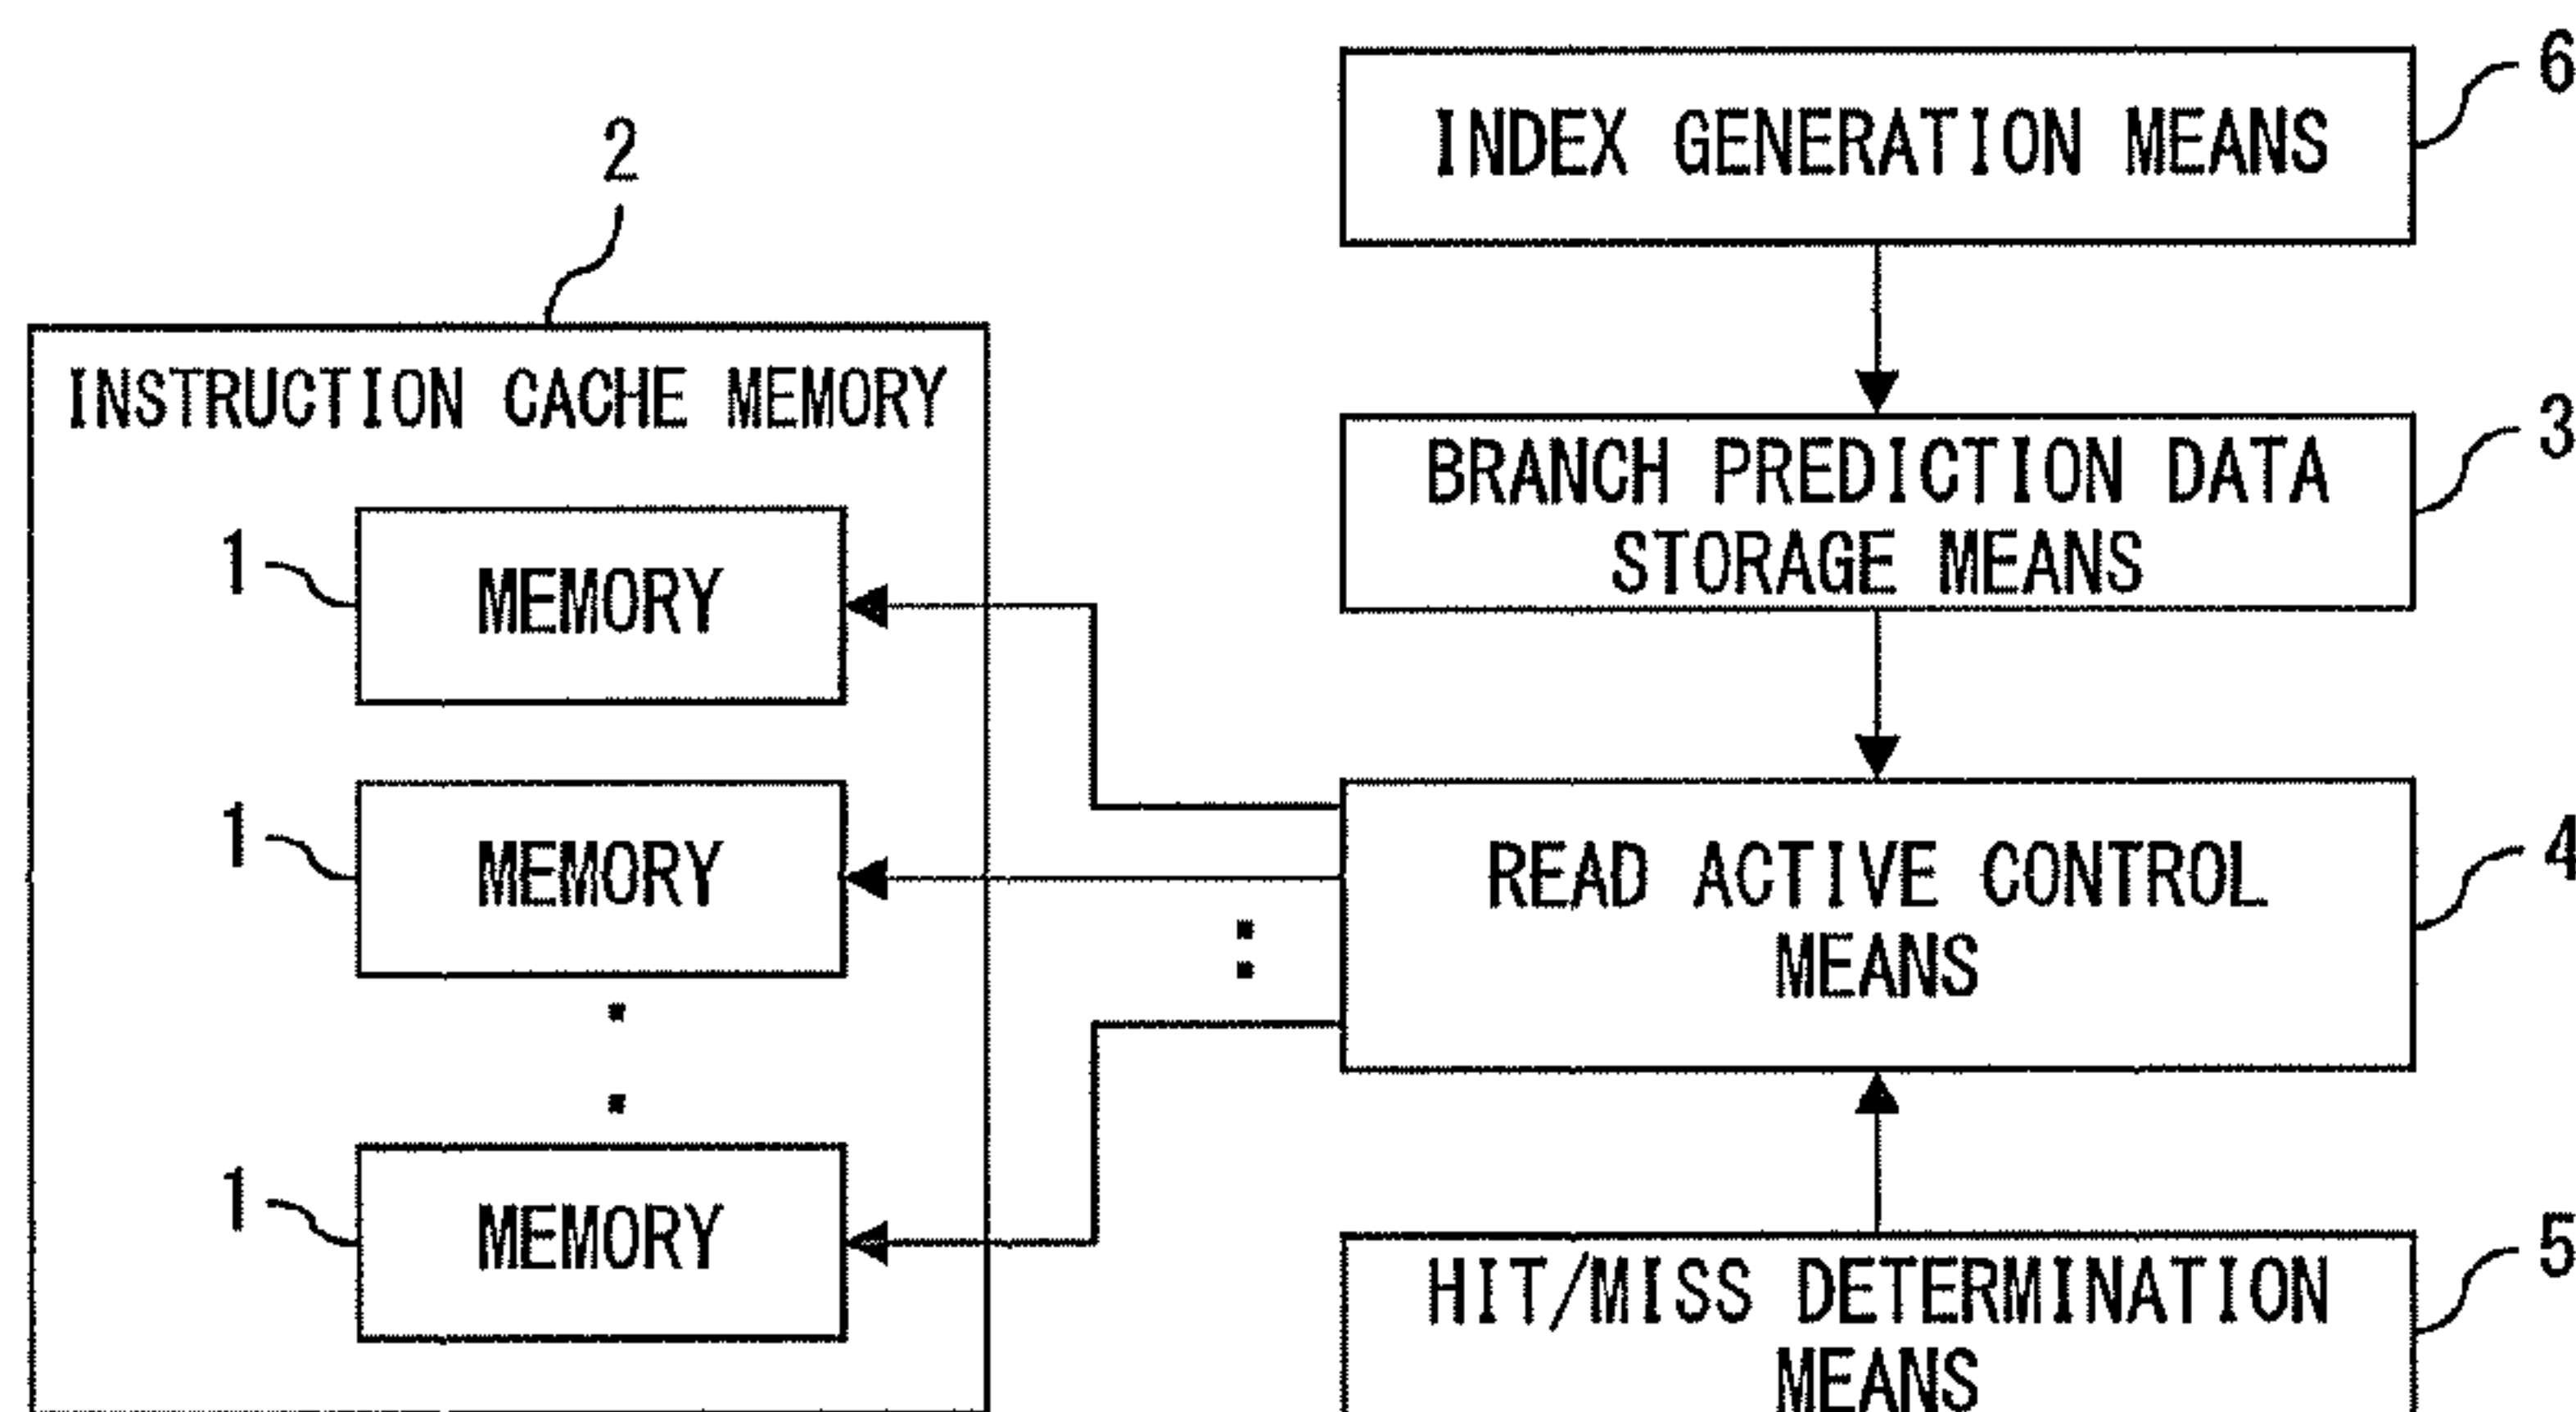 2
INSTRUCTION CACHE MEMORY
1
MEMORY
1
MEMORY
1
MEMORY
6
INDEX GENERATION MEANS
3
BRANCH PREDICTION DATA
STORAGE MEANS
4
READ ACTIVE CONTROL
MEANS
5
HIT/MISS DETERMINATION
MEANS